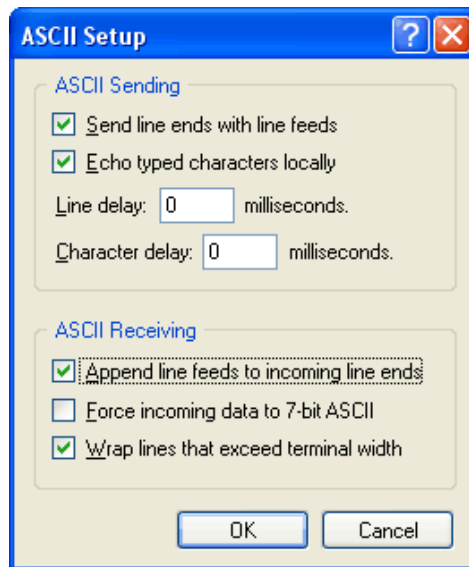 ASCII Setup
?
ASCII Sending
Send line ends with line feeds
Echo typed characters locally
Line delay: 0 milliseconds.
Character delay: 0 milliseconds.
ASCII Receiving
Append line feeds to incoming line ends
Force incoming data to 7-bit ASCII
Wrap lines that exceed terminal width
OK Cancel